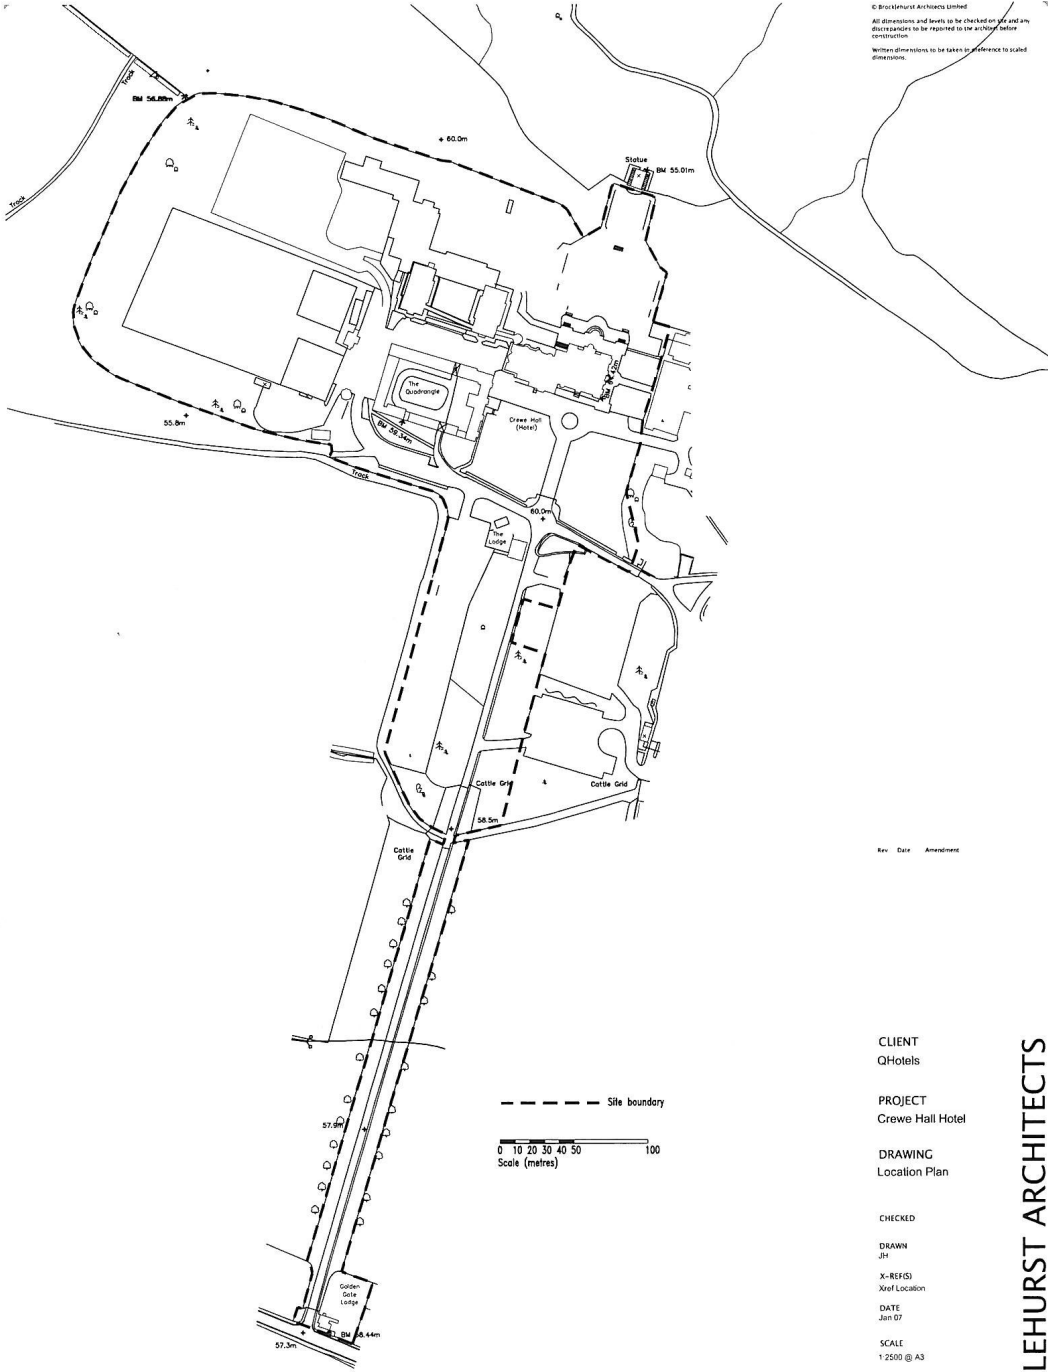 © Brocklehurst Architects Limited
All dimensions and levels to be checked on site and any
discrepancies to be reported to the architect before
construction
Written dimensions to be taken in preference to scaled
dimensions.
Track
BM 56.88m
Track
60.0m
Statue
BM 55.01m
The
Quadrangle
BM 59.34m
55.8m
Track
Crewe Hall
(Hotel)
60.0m
The
Lodge
Cattle Grid
Cattle Grid
58.5m
Cattle
Grid
57.9m
Golden
Gate
Lodge
BM 58.44m
57.3m
Site boundary
0 10 20 30 40 50 100
Scale (metres)
Rev Date Amendment
CLIENT
QHotels
PROJECT
Crewe Hall Hotel
DRAWING
Location Plan
CHECKED
DRAWN
JH
X-REF(S)
Xref Location
DATE
Jan 07
SCALE
1:2500 @ A3
LEHURST ARCHITECTS